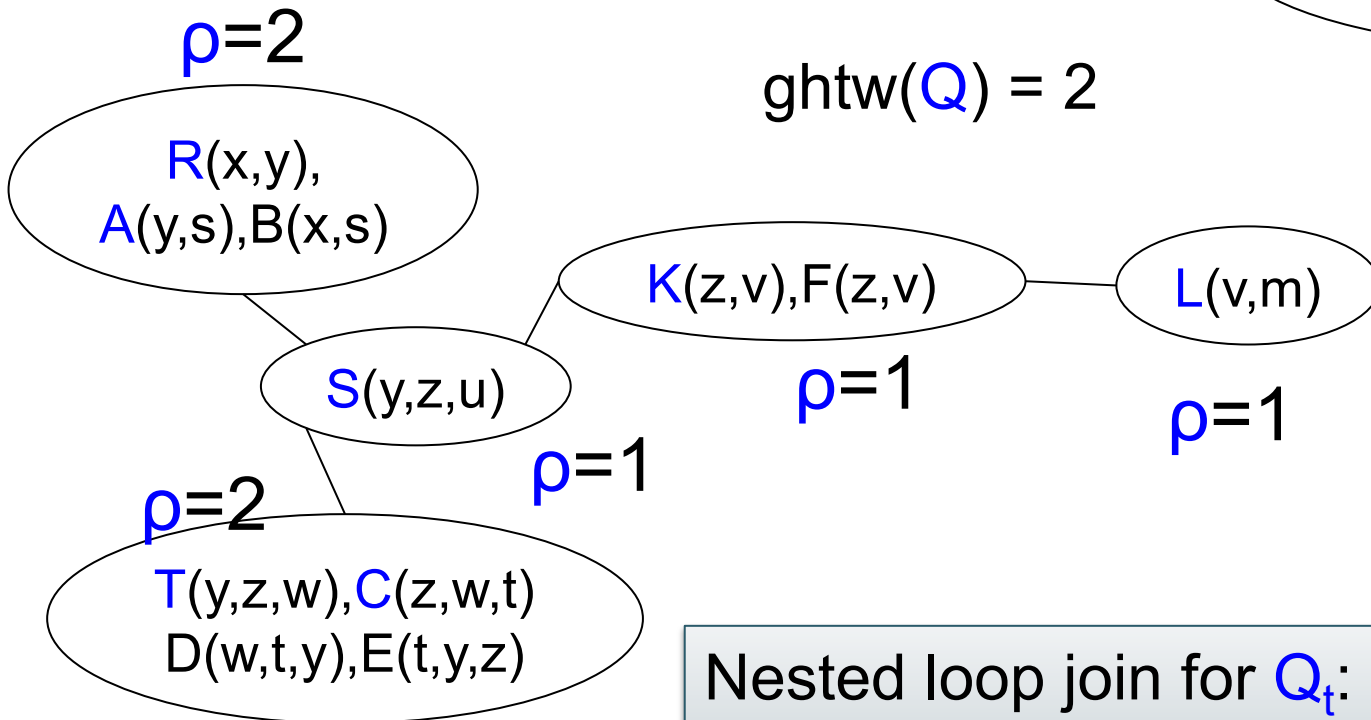 ρ=2
ghtw(Q) = 2
R(x,y),
A(y,s),B(x,s)
K(z,v),F(z,v)
L(v,m)
S(y,z,u)
ρ=1
ρ=1
ρ=1
ρ=2
T(y,z,w),C(z,w,t)
D(w,t,y),E(t,y,z)
Nested loop join for Qₜ: